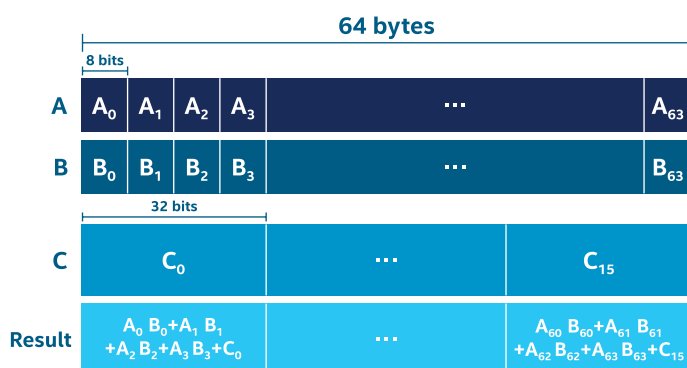 64 bytes
8 bits
A A₀ A₁ A₂ A₃ ... A₆₃
B B₀ B₁ B₂ B₃ ... B₆₃
32 bits
C C₀ ... C₁₅
Result
A₀ B₀+A₁ B₁
+A₂ B₂+A₃ B₃+C₀
...
A₆₀ B₆₀+A₆₁ B₆₁
+A₆₂ B₆₂+A₆₃ B₆₃+C₁₅